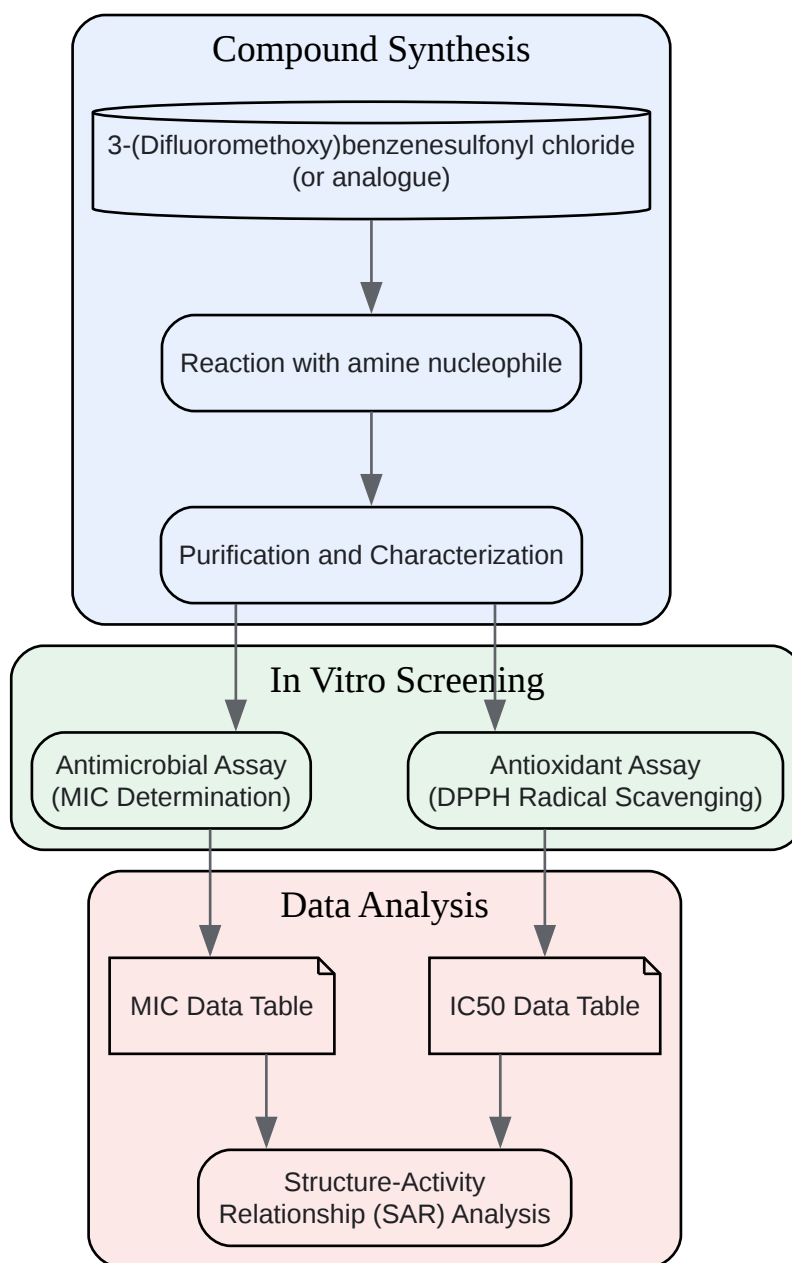 Compound Synthesis
3-(Difluoromethoxy)benzenesulfonyl chloride
(or analogue)
Reaction with amine nucleophile
Purification and Characterization
In Vitro Screening
Antimicrobial Assay
(MIC Determination)
Antioxidant Assay
(DPPH Radical Scavenging)
Data Analysis
MIC Data Table
IC50 Data Table
Structure-Activity
Relationship (SAR) Analysis